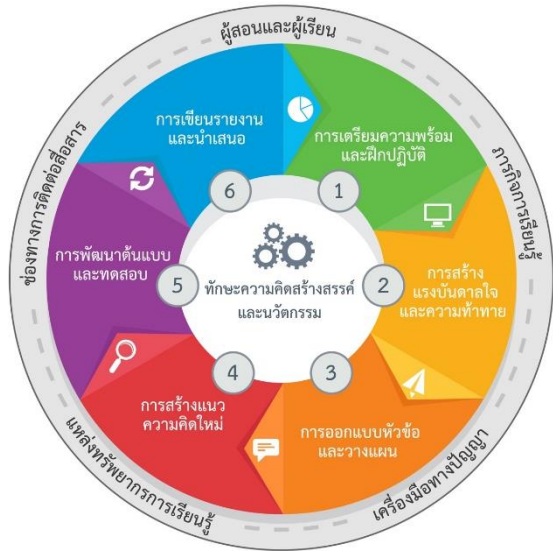 ผู้สอนและผู้เรียน
ภารกิจการเรียนรู้
เครื่องมือทางปัญญา
แหล่งทรัพยากรการเรียนรู้
ช่องทางการติดต่อสื่อสาร
1
การเตรียมความพร้อม
และฝึกปฏิบัติ
2
การสร้าง
แรงบันดาลใจ
และความท้าทาย
3
การออกแบบหัวข้อ
และวางแผน
4
การสร้างแนว
ความคิดใหม่
5
การพัฒนาต้นแบบ
และทดสอบ
6
การเขียนรายงาน
และนำเสนอ
ทักษะความคิดสร้างสรรค์
และนวัตกรรม